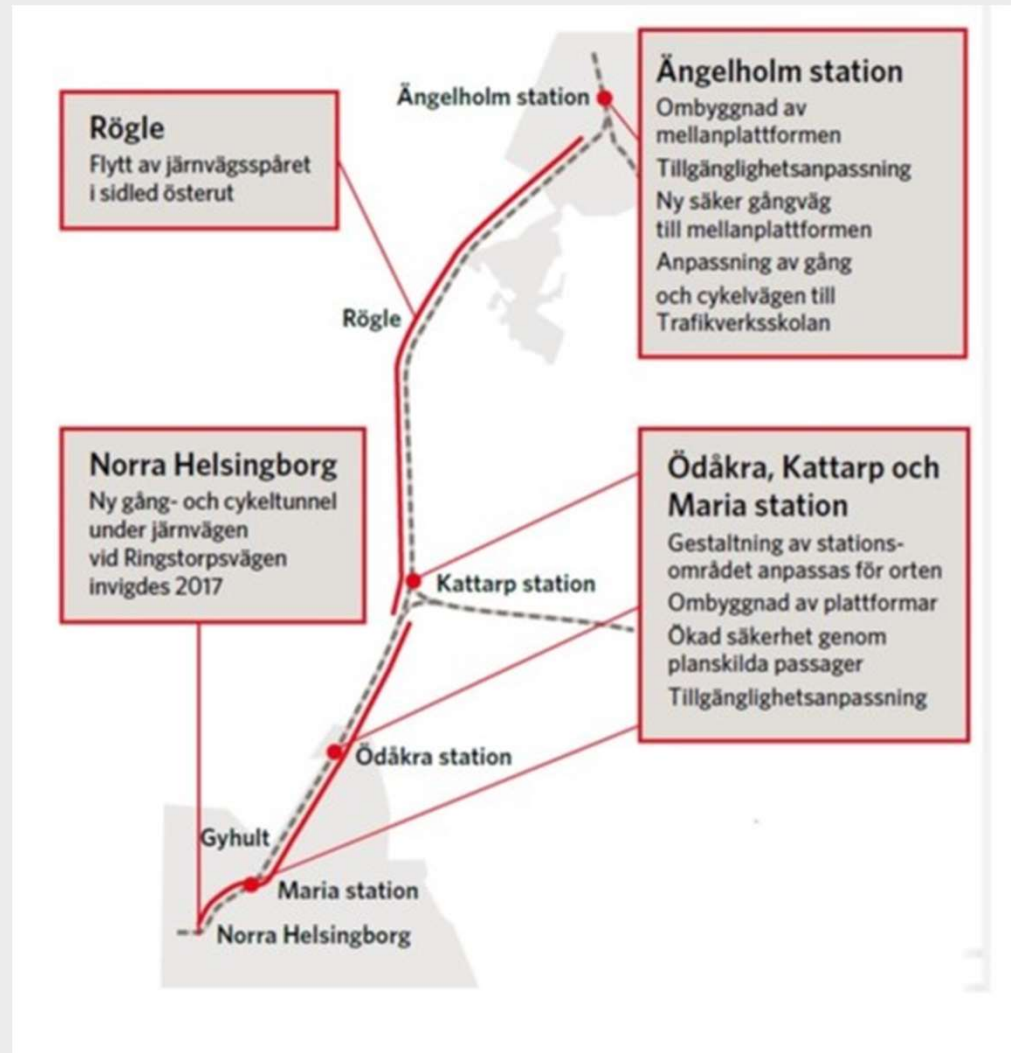 Ängelholm station
Ängelholm station
Ombyggnad av
mellanplattformen
Tillgänglighetsanpassning
Ny säker gångväg
till mellanplattformen
Anpassning av gång
och cykelvägen till
Trafikverksskolan
Rögle
Flytt av järnvägsspåret
i sidled österut
Rögle
Norra Helsingborg
Ny gång- och cykeltunnel
under järnvägen
vid Ringstorpsvägen
invigdes 2017
Ödåkra, Kattarp och
Maria station
Gestaltning av stations-
området anpassas för orten
Ombyggnad av plattformar
Ökad säkerhet genom
planskilda passager
Tillgänglighetsanpassning
Kattarp station
Ödåkra station
Gyhult
Maria station
Norra Helsingborg